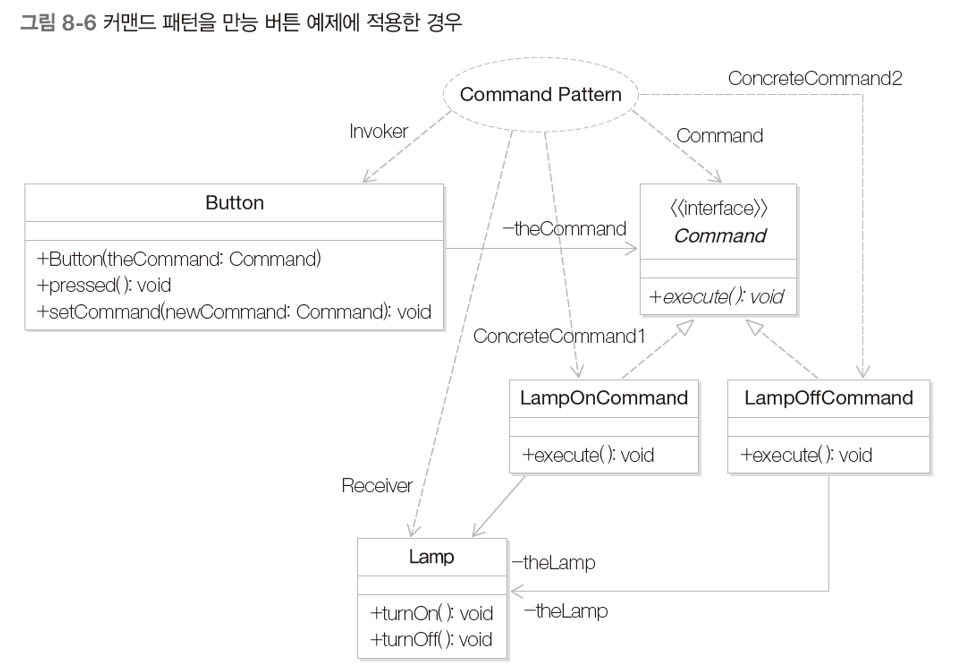 그림 8-6 커맨드 패턴을 만능 버튼 예제에 적용한 경우
Command Pattern
ConcreteCommand2
Invoker
Command
Button
+Button(theCommand: Command)
+pressed( ): void
+setCommand(newCommand: Command): void
-theCommand
<<interface>>
Command
+execute( ): void
ConcreteCommand1
LampOnCommand
+execute( ): void
LampOffCommand
+execute( ): void
Receiver
Lamp
+turnOn( ): void
+turnOff( ): void
-theLamp
-theLamp